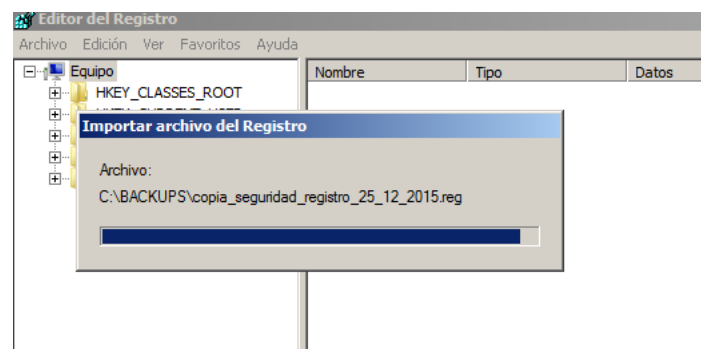 Editor del Registro
Archivo Edición Ver Favoritos Ayuda
Equipo
Nombre Tipo Datos
HKEY_CLASSES_ROOT
Importar archivo del Registro
Archivo:
C:\BACKUPS\copia_seguridad_registro_25_12_2015.reg